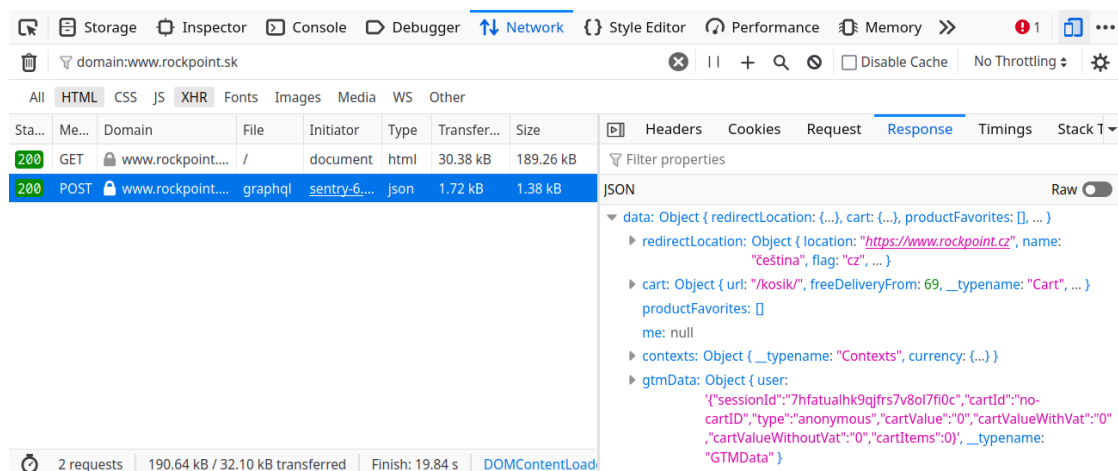 Storage Inspector Console Debugger Network {} Style Editor Performance Memory 1
domain:www.rockpoint.sk Disable Cache No Throttling
All HTML CSS JS XHR Fonts Images Media WS Other
Sta... Me... Domain File Initiator Type Transfer... Size
200 GET www.rockpoint.... / document html 30.38 kB 189.26 kB
200 POST www.rockpoint.... graphql sentry-6.... json 1.72 kB 1.38 kB
2 requests 190.64 kB / 32.10 kB transferred Finish: 19.84 s DOMContentLoad
Headers Cookies Request Response Timings Stack T
Filter properties
JSON Raw
data: Object { redirectLocation: {...}, cart: {...}, productFavorites: [], ... }
redirectLocation: Object { location: "https://www.rockpoint.cz", name:
"čeština", flag: "cz", ... }
cart: Object { url: "/kosik/", freeDeliveryFrom: 69, __typename: "Cart", ... }
productFavorites: []
me: null
contexts: Object { __typename: "Contexts", currency: {...} }
gtmData: Object { user:
'{"sessionId":"7hfatualhk9qjfrs7v8ol7fi0c","cartId":"no-
cartID","type":"anonymous","cartValue":"0","cartValueWithVat":"0"
,"cartValueWithoutVat":"0","cartItems":0}', __typename:
"GTMData" }